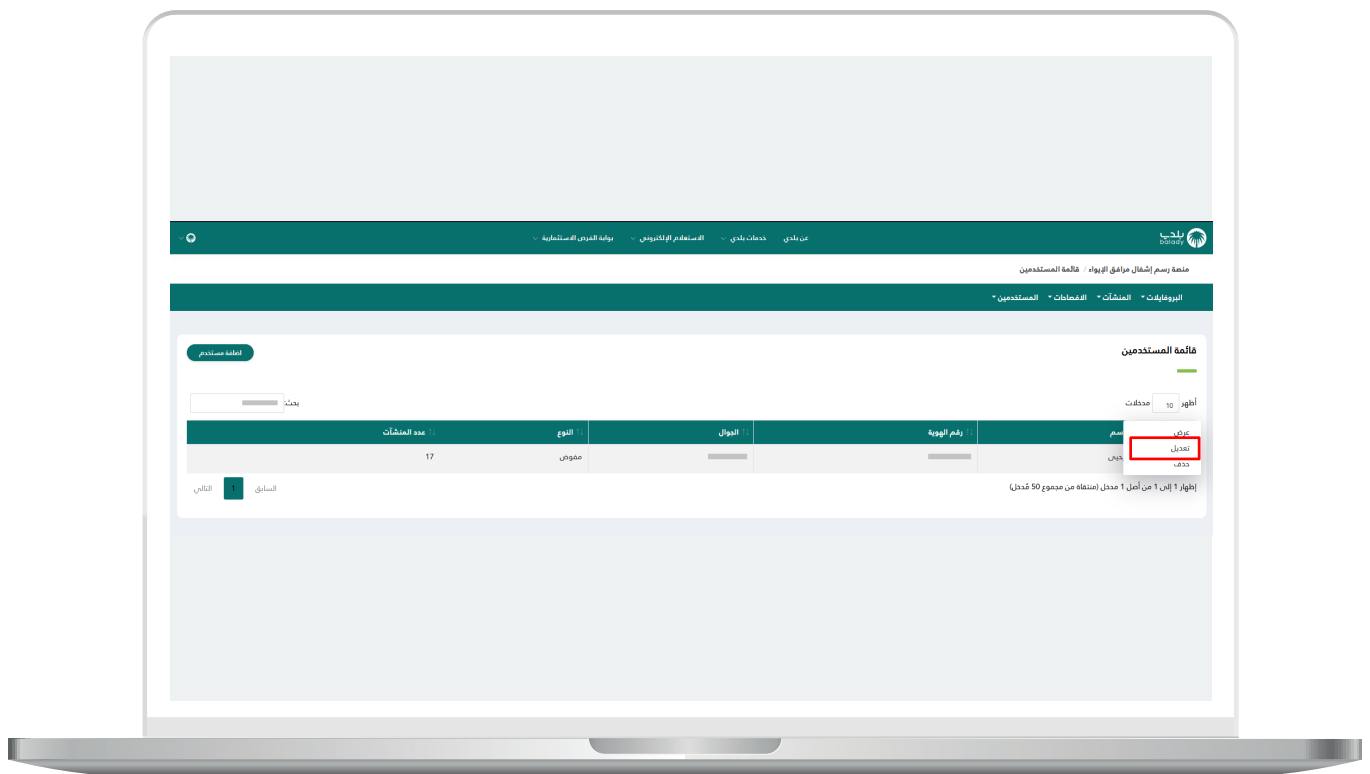 بلدي
balady
عن بلدي خدمات بلدي الاستعلام الإلكتروني بوابة الفرص الاستثمارية
منصة رسم إشغال مرافق الإيواء / قائمة المستخدمين
البروفايلات المنشآت الافصاحات المستخدمين
قائمة المستخدمين
اضافة مستخدم
أظهر 10 مدخلات
بحث:
سم رقم الهوية الجوال النوع عدد المنشآت
عرض
تعديل
حذف
مفوض 17
إظهار 1 إلى 1 من أصل 1 مدخل (منتقاة من مجموع 50 مُدخل)
السابق 1 التالي